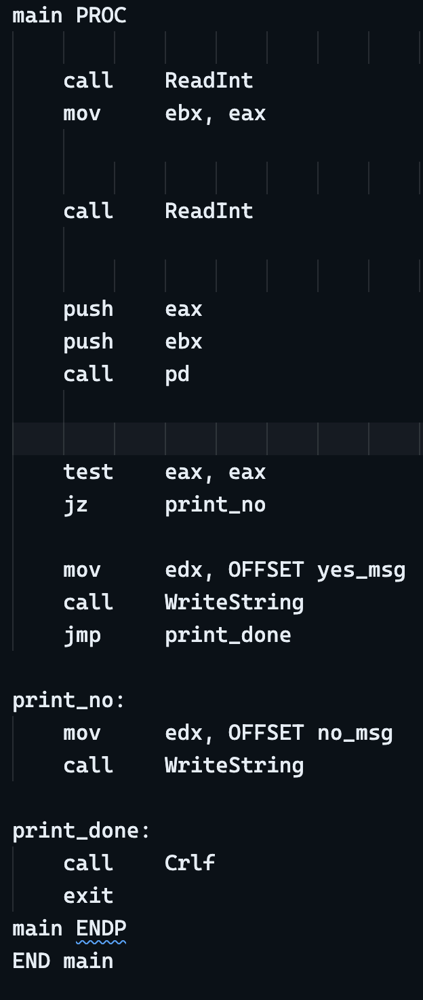 main PROC
call ReadInt
mov ebx, eax
call ReadInt
push eax
push ebx
call pd
test eax, eax
jz print_no
mov edx, OFFSET yes_msg
call WriteString
jmp print_done
print_no:
mov edx, OFFSET no_msg
call WriteString
print_done:
call Crlf
exit
main ENDP
END main